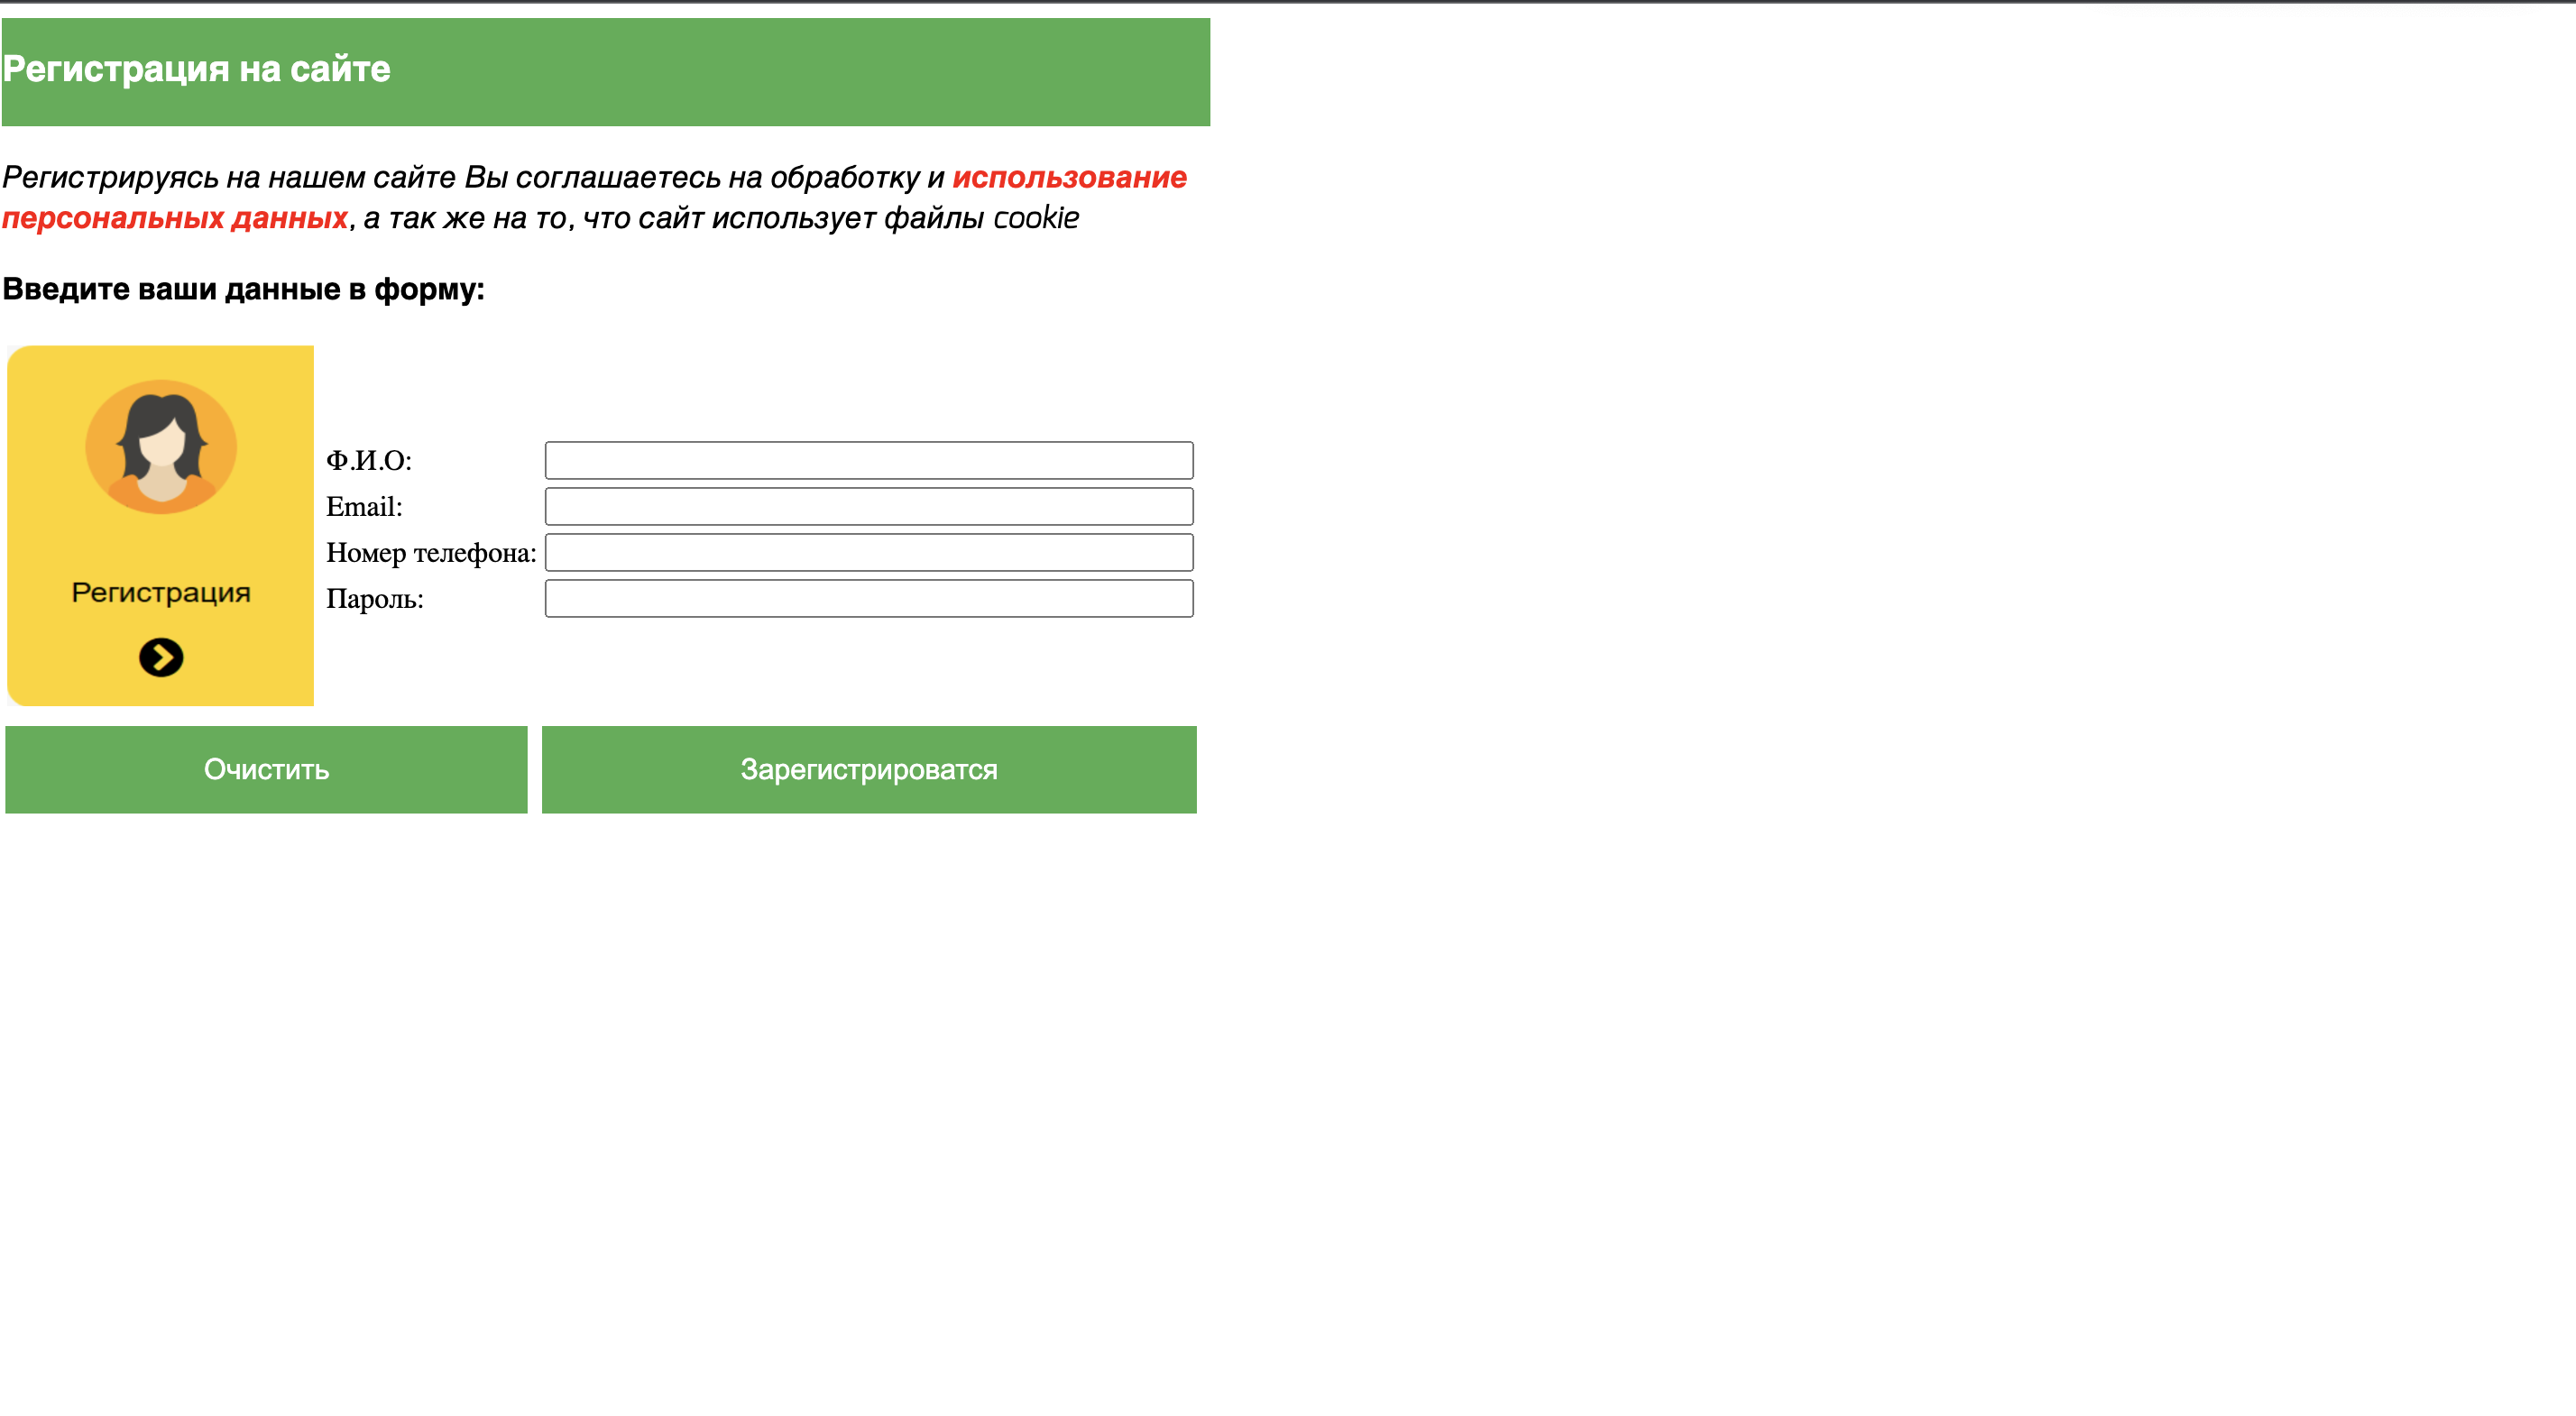 Регистрация на сайте
Регистрируясь на нашем сайте Вы соглашаетесь на обработку и использование
персональных данных, а так же на то, что сайт использует файлы cookie
Введите ваши данные в форму:
Ф.И.О:
Email:
Номер телефона:
Регистрация
Пароль:
Очистить
Зарегистрироватся